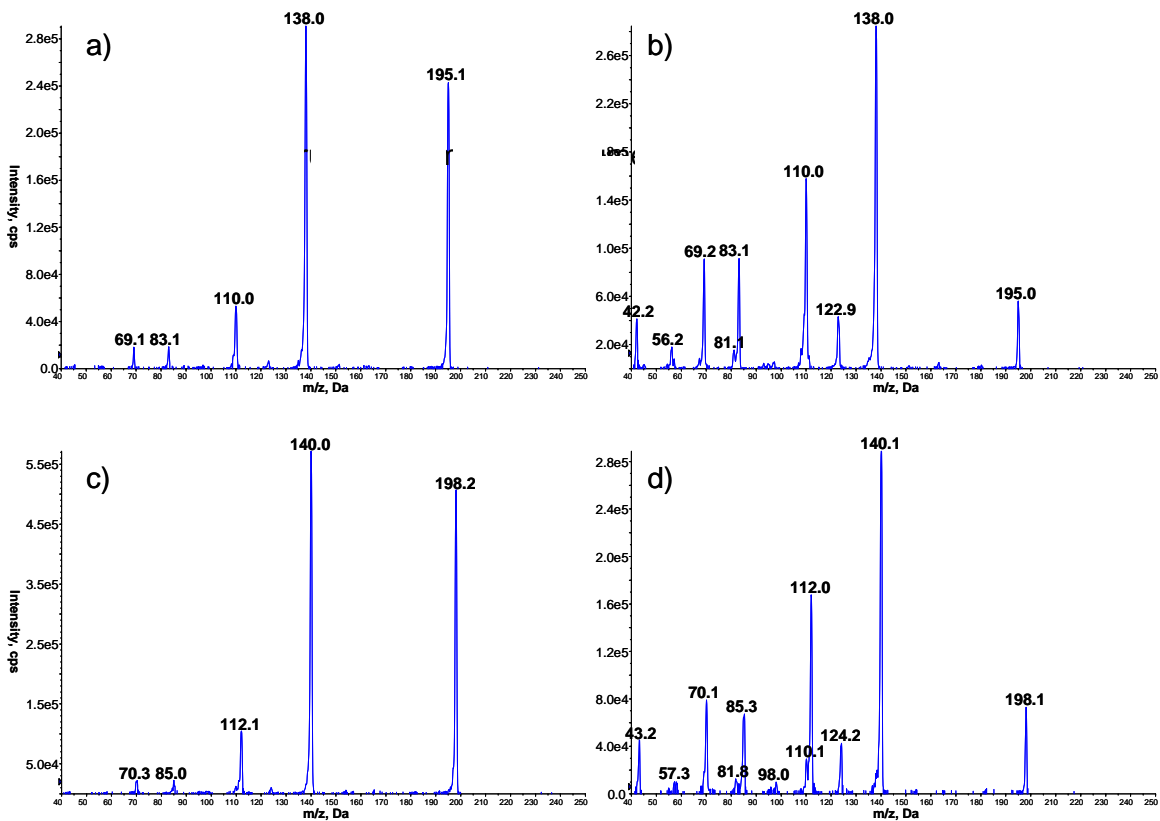 a)
138.0
195.1
110.0
69.1 83.1
2.8e5
2.4e5
2.0e5
1.6e5
1.2e5
8.0e4
4.0e4
0.0
Intensity, cps
40 50 60 70 80 90 100 110 120 130 140 150 160 170 180 190 200 210 220 230 240 250
m/z, Da
b)
138.0
110.0
69.2 83.1
195.0
122.9
42.2
56.2
81.1
2.6e5
2.2e5
1.4e5
1.0e5
6.0e4
2.0e4
40 50 60 70 80 90 100 110 120 130 140 150 160 170 180 190 200 210 220 230 240 250
m/z, Da
c)
140.0
198.2
112.1
70.3 85.0
5.5e5
4.5e5
3.5e5
2.5e5
1.5e5
5.0e4
Intensity, cps
40 50 60 70 80 90 100 110 120 130 140 150 160 170 180 190 200 210 220 230 240 250
m/z, Da
d)
140.1
112.0
70.1
85.3
198.1
43.2
110.1
124.2
57.3
81.8
98.0
2.8e5
2.4e5
2.0e5
1.6e5
1.2e5
8.0e4
4.0e4
0.0
40 50 60 70 80 90 100 110 120 130 140 150 160 170 180 190 200 210 220 230 240 250
m/z, Da